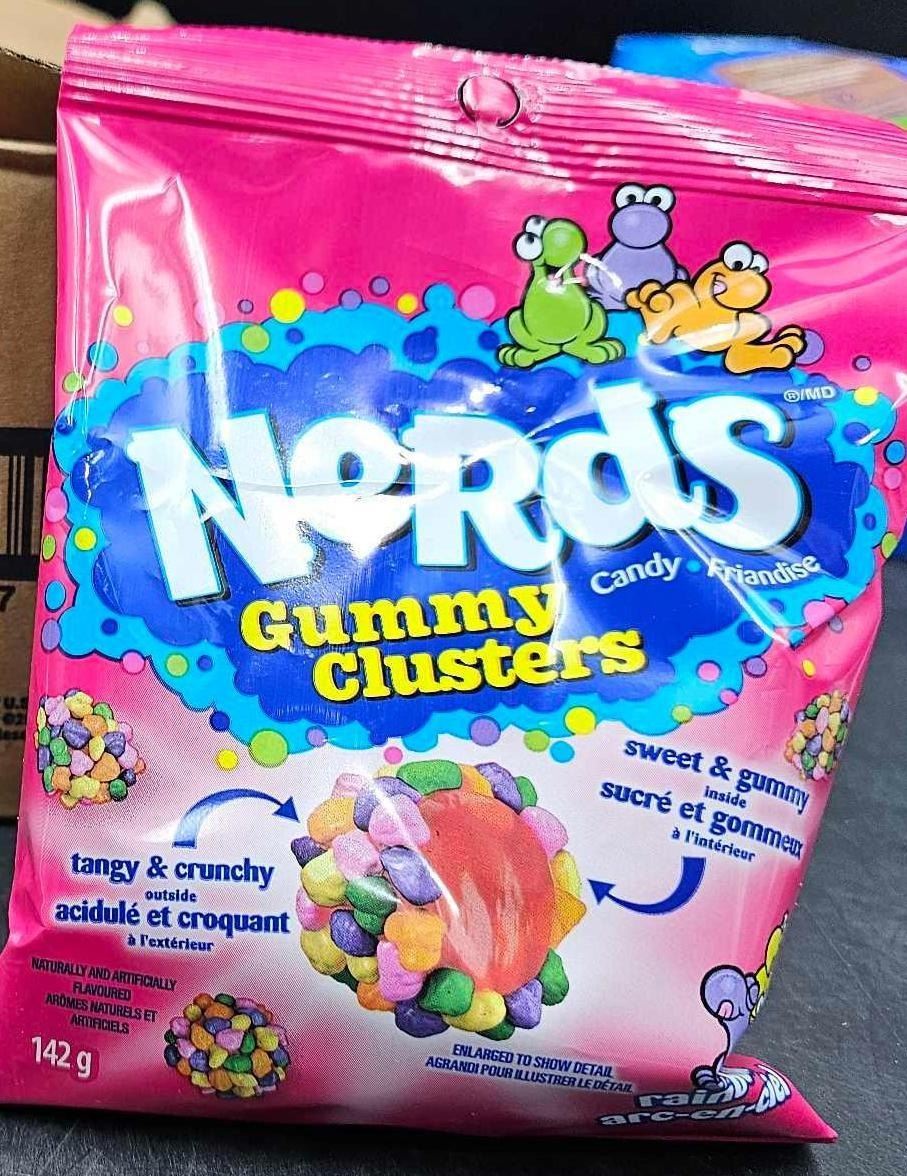 ®/MD
Nerds
Candy • Friandise
Gummy
Clusters
sweet & gummy
inside
sucré et gommeux
à l'intérieur
tangy & crunchy
outside
acidulé et croquant
à l'extérieur
NATURALLY AND ARTIFICIALLY
FLAVOURED
ARÔMES NATURELS ET
ARTIFICIELS
142 g
ENLARGED TO SHOW DETAIL
AGRANDI POUR ILLUSTRER LE DÉTAIL
arc-en-ciel
7